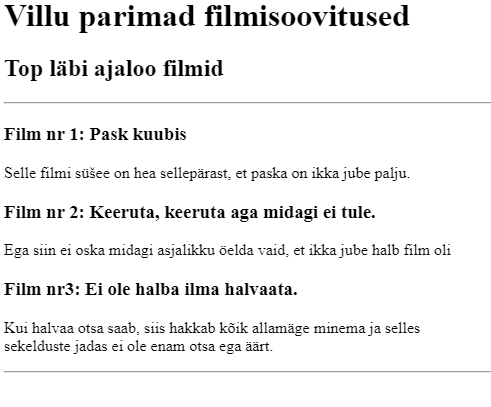 Villu parimad filmisoovitused
Top läbi ajaloo filmid
Film nr 1: Pask kuubis
Selle filmi süšee on hea sellepärast, et paska on ikka jube palju.
Film nr 2: Keeruta, keeruta aga midagi ei tule.
Ega siin ei oska midagi asjalikku öelda vaid, et ikka jube halb film oli
Film nr3: Ei ole halba ilma halvaata.
Kui halvaa otsa saab, siis hakkab kõik allamäge minema ja selles
sekelduste jadas ei ole enam otsa ega äärt.